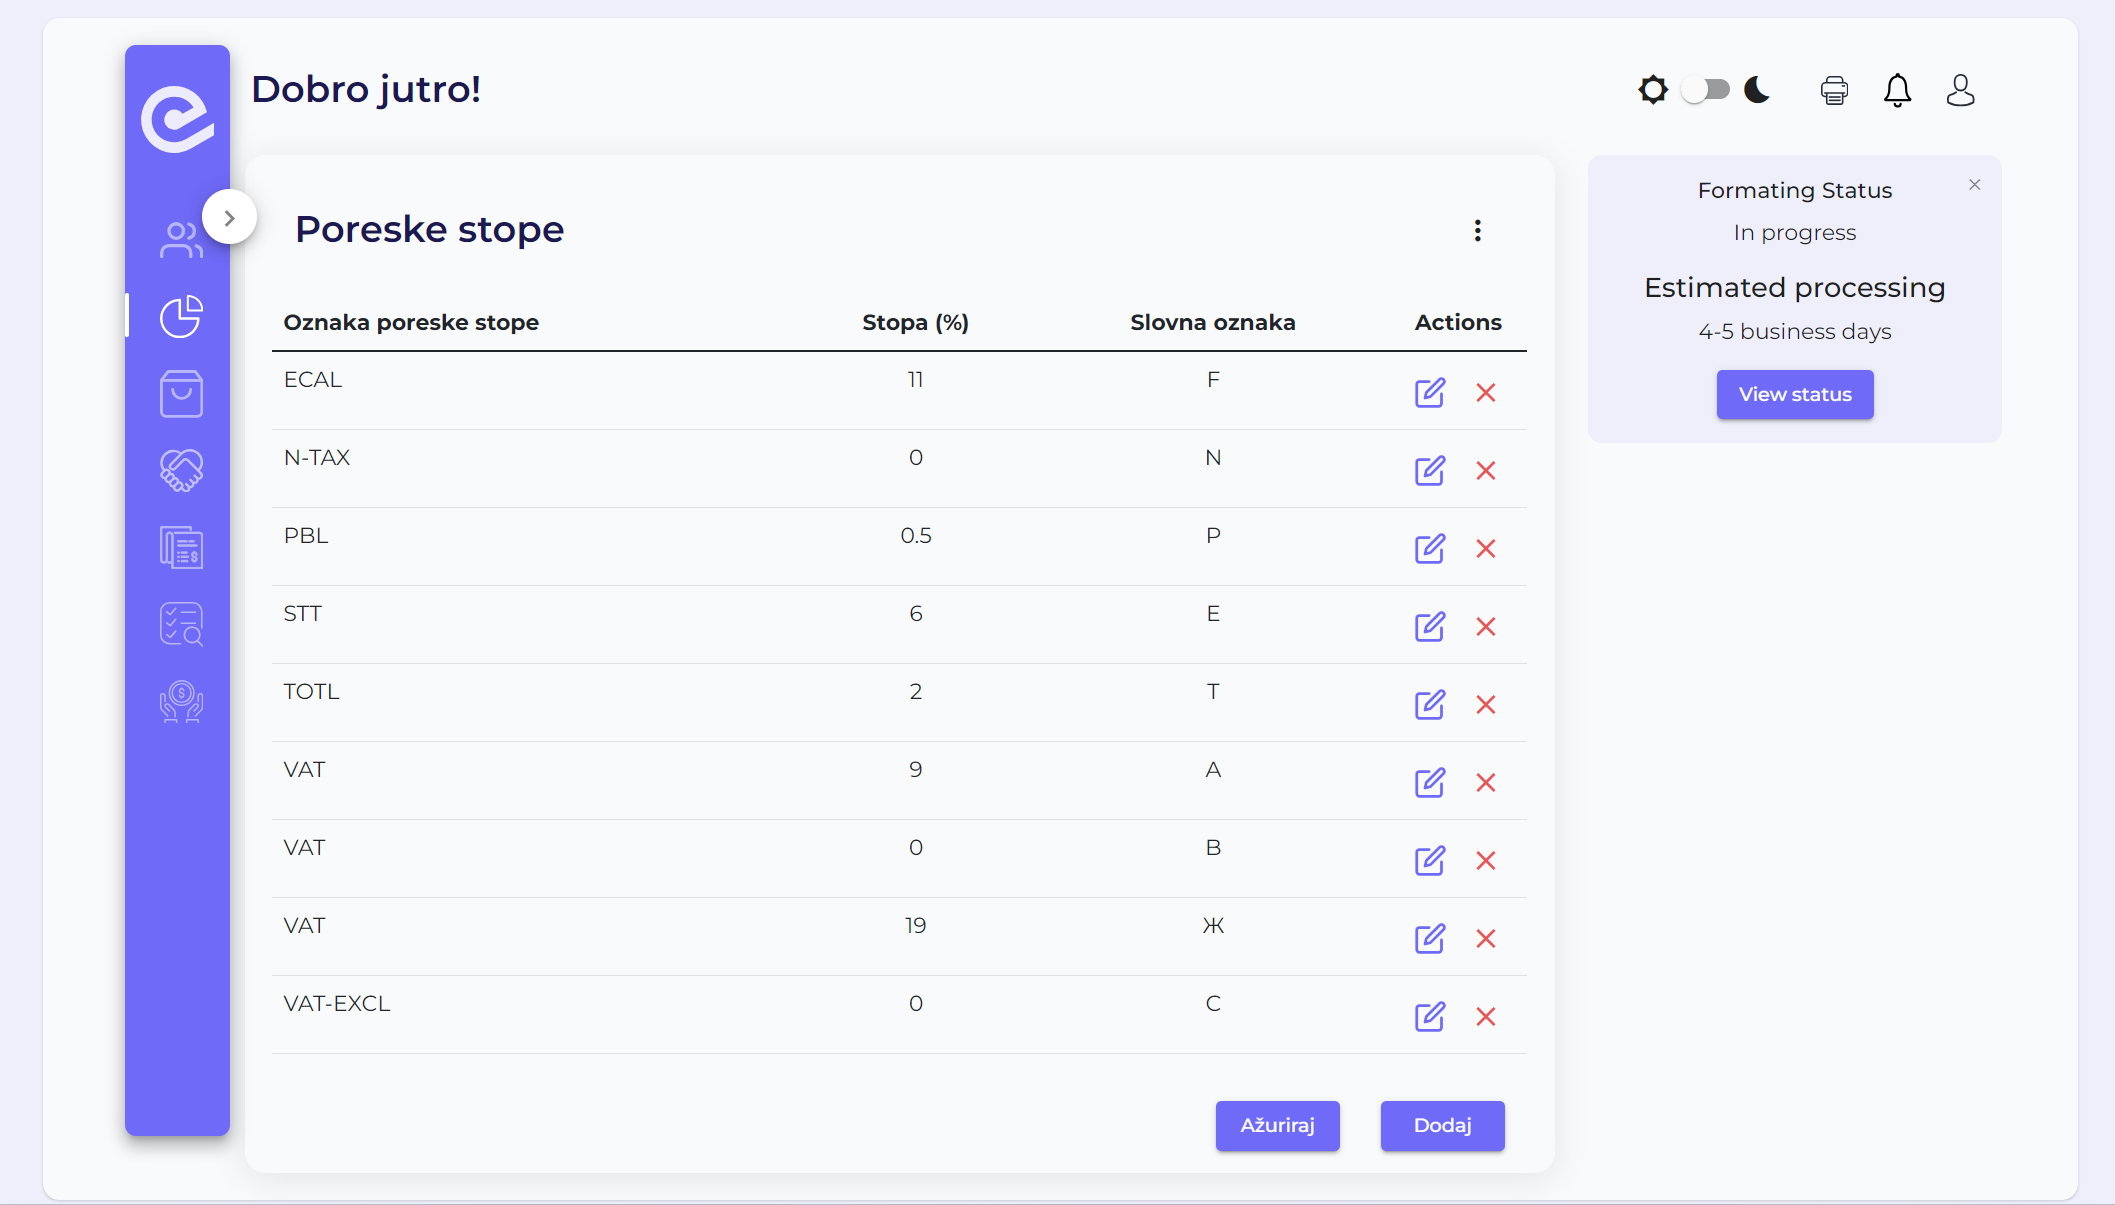 Dobro jutro!
Poreske stope
Oznaka poreske stope Stopa (%) Slovna oznaka Actions
ECAL 11 F
N-TAX 0 N
PBL 0.5 P
STT 6 E
TOTL 2 T
VAT 9 A
VAT 0 B
VAT 19 Ж
VAT-EXCL 0 C
Ažuriraj Dodaj
Formating Status
In progress
Estimated processing
4-5 business days
View status